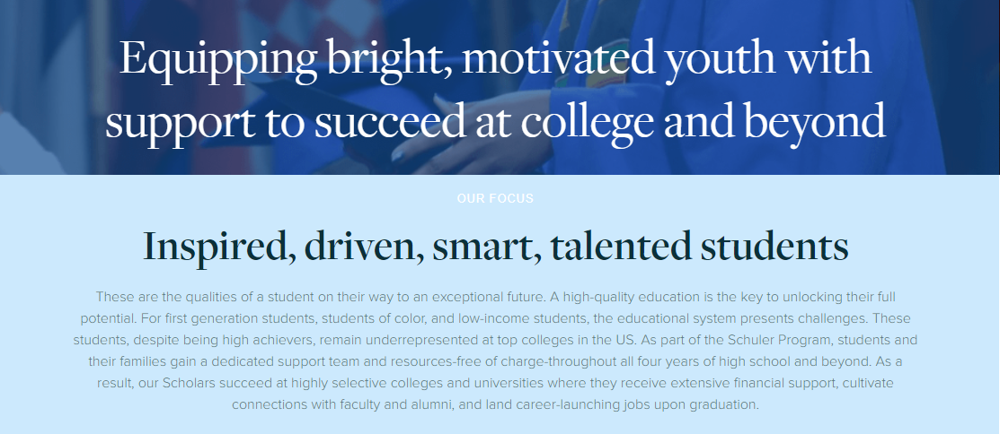 Equipping bright, motivated youth with
support to succeed at college and beyond
OUR FOCUS
Inspired, driven, smart, talented students
These are the qualities of a student on their way to an exceptional future. A high-quality education is the key to unlocking their full
potential. For first generation students, students of color, and low-income students, the educational system presents challenges. These
students, despite being high achievers, remain underrepresented at top colleges in the US. As part of the Schuler Program, students and
their families gain a dedicated support team and resources-free of charge-throughout all four years of high school and beyond. As a
result, our Scholars succeed at highly selective colleges and universities where they receive extensive financial support, cultivate
connections with faculty and alumni, and land career-launching jobs upon graduation.